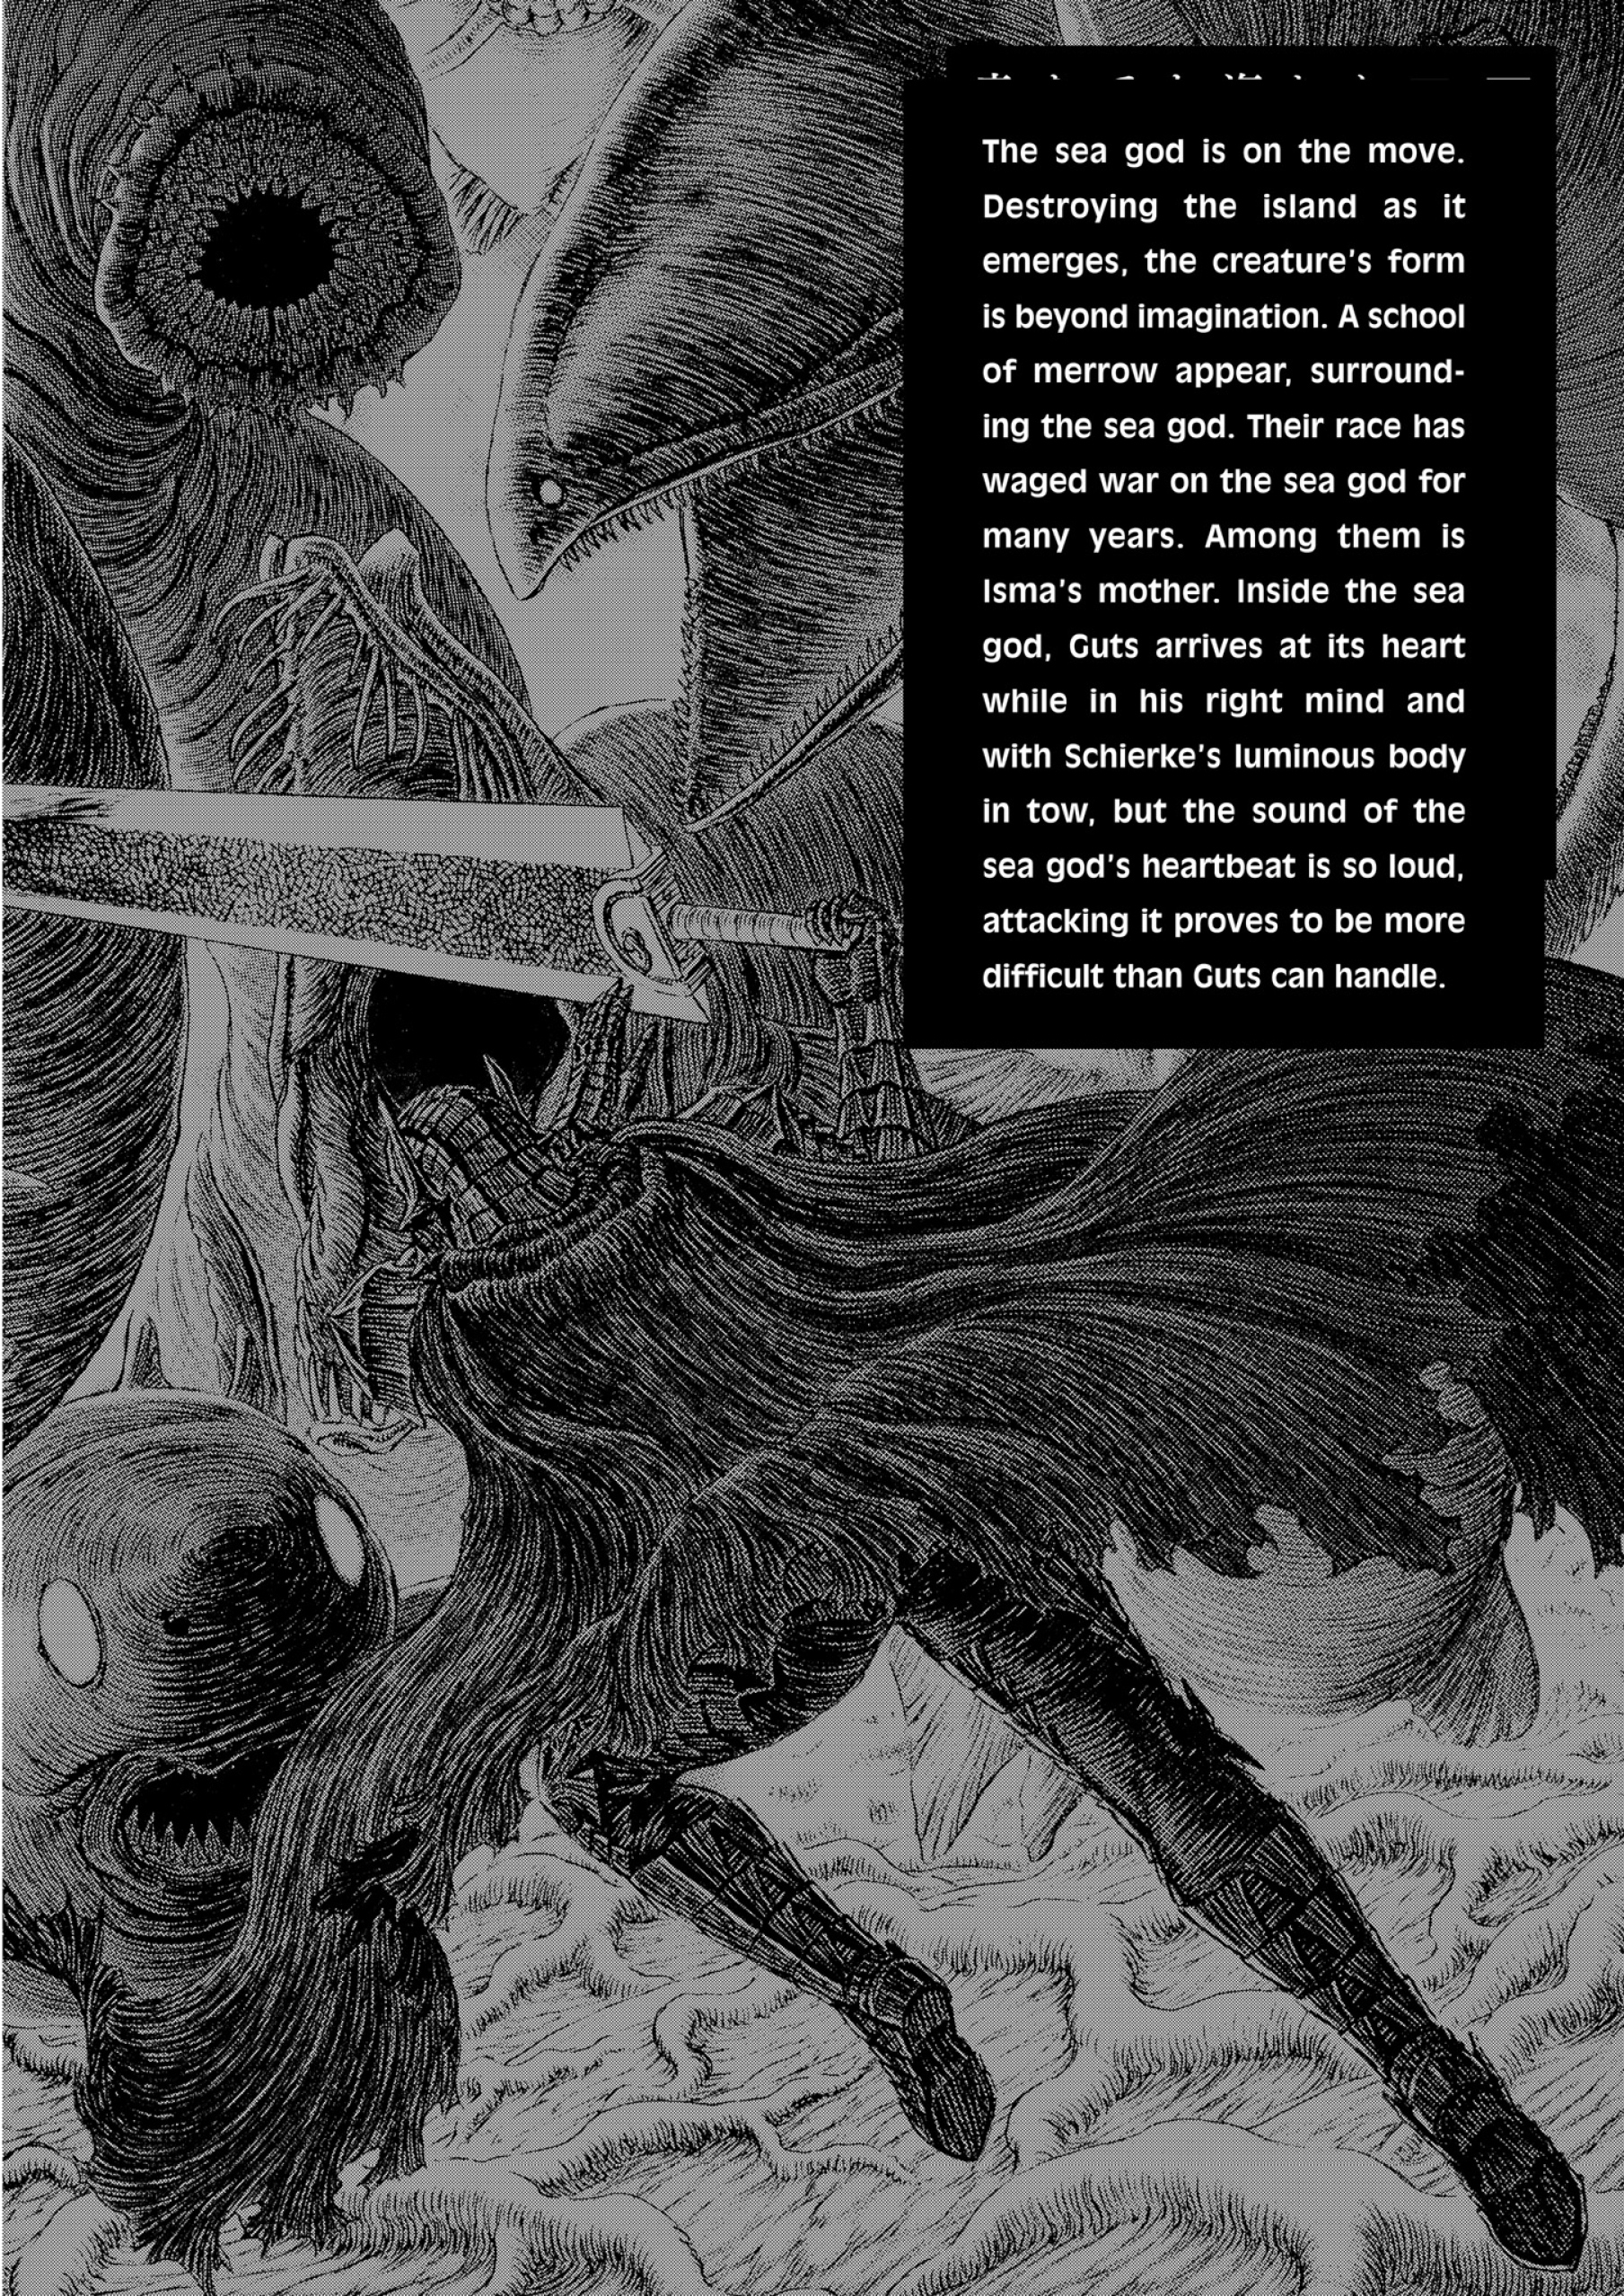 The sea god is on the move.
Destroying the island as it
emerges, the creature's form
is beyond imagination. A school
of merrow appear, surround-
ing the sea god. Their race has
waged war on the sea god for
many years. Among them is
Isma's mother. Inside the sea
god, Guts arrives at its heart
while in his right mind and
with Schierke's luminous body
in tow, but the sound of the
sea god's heartbeat is so loud,
attacking it proves to be more
difficult than Guts can handle.